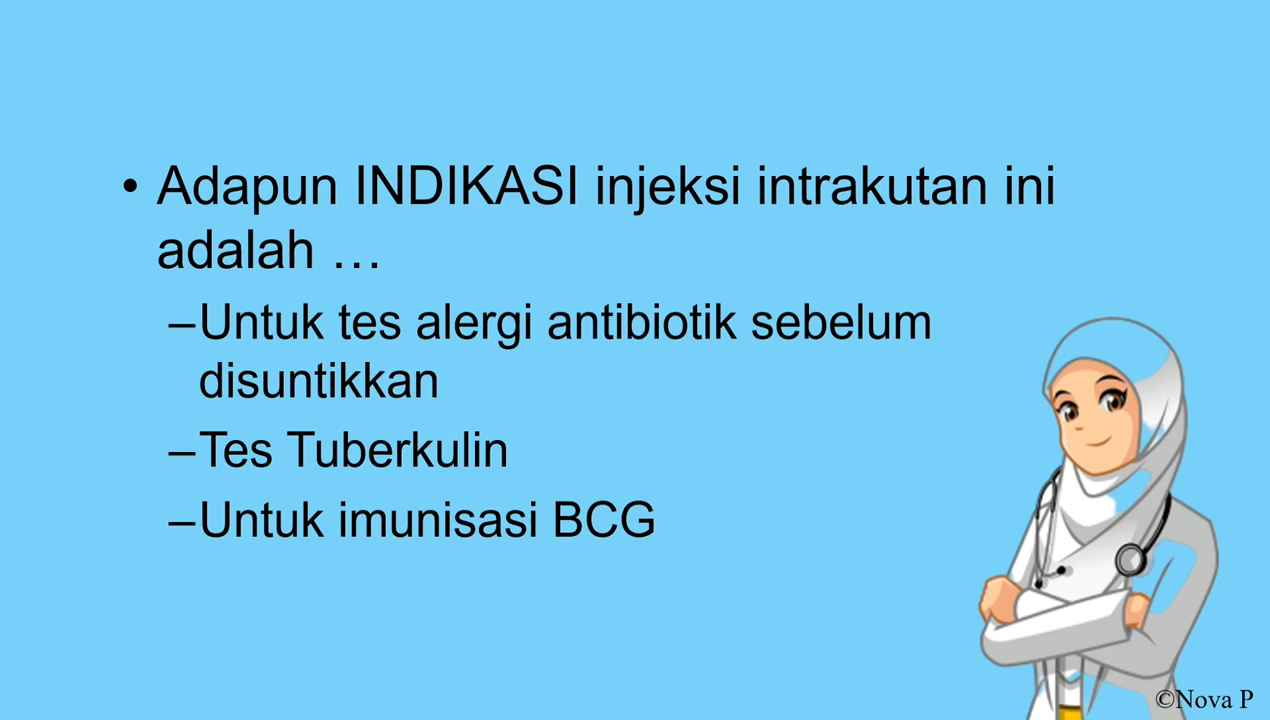 • Adapun INDIKASI injeksi intrakutan ini
adalah …
–Untuk tes alergi antibiotik sebelum
disuntikkan
–Tes Tuberkulin
–Untuk imunisasi BCG
©Nova P